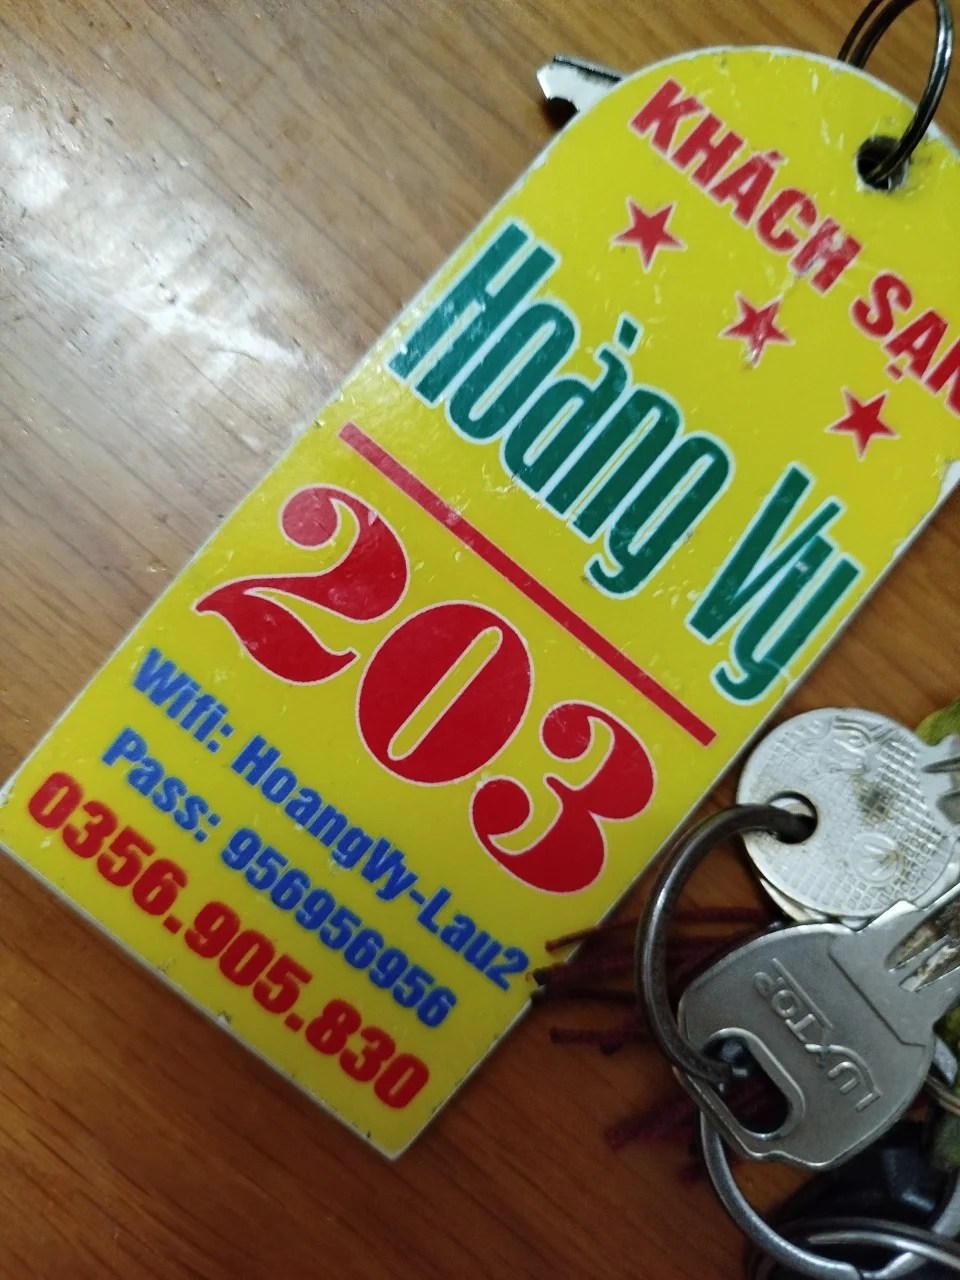 KHÁCH SẠN
Hoàng Vy
203
Wifi: HoangVy-Lau2
Pass: 956956956
0356.905.830
LUXTOP